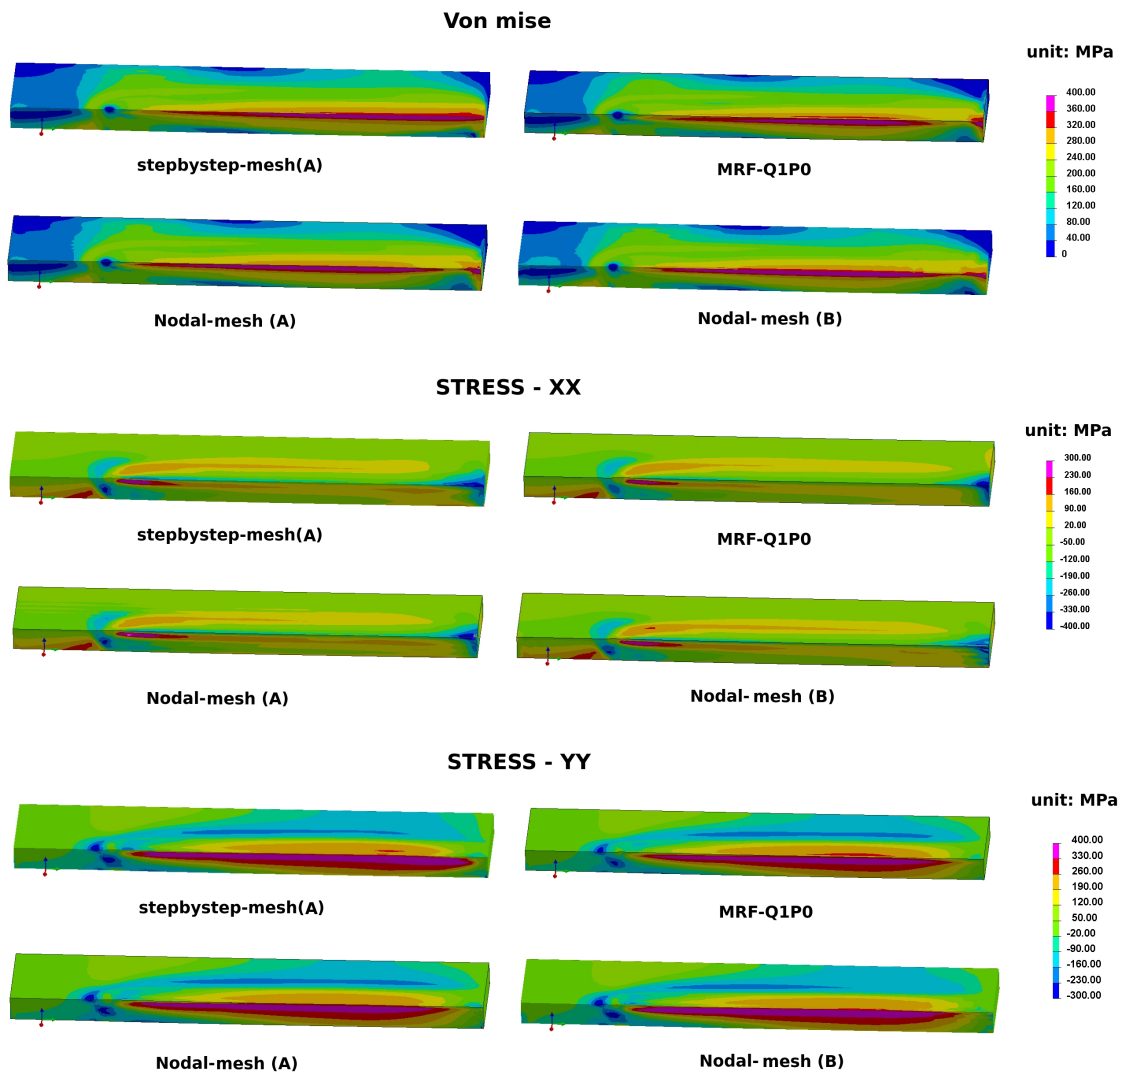 Von mise
unit: MPa
400.00
360.00
320.00
280.00
240.00
200.00
160.00
120.00
80.00
40.00
0
stepbystep-mesh(A)
MRF-Q1P0
Nodal-mesh (A)
Nodal- mesh (B)
STRESS - XX
unit: MPa
300.00
230.00
160.00
90.00
20.00
-50.00
-120.00
-190.00
-260.00
-330.00
-400.00
stepbystep-mesh(A)
MRF-Q1P0
Nodal-mesh (A)
Nodal- mesh (B)
STRESS - YY
unit: MPa
400.00
330.00
260.00
190.00
120.00
50.00
-20.00
-90.00
-160.00
-230.00
-300.00
stepbystep-mesh(A)
MRF-Q1P0
Nodal-mesh (A)
Nodal- mesh (B)